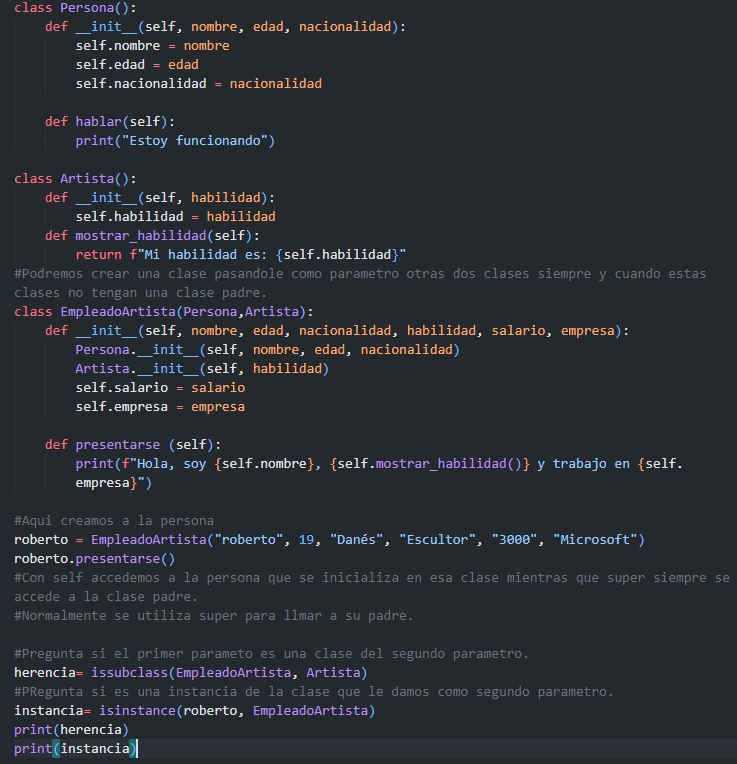 class Persona():
    def __init__(self, nombre, edad, nacionalidad):
        self.nombre = nombre
        self.edad = edad
        self.nacionalidad = nacionalidad

    def hablar(self):
        print("Estoy funcionando")

class Artista():
    def __init__(self, habilidad):
        self.habilidad = habilidad
    def mostrar_habilidad(self):
        return f"Mi habilidad es: {self.habilidad}"
#Podremos crear una clase pasandole como parametro otras dos clases siempre y cuando estas
clases no tengan una clase padre.
class EmpleadoArtista(Persona,Artista):
    def __init__(self, nombre, edad, nacionalidad, habilidad, salario, empresa):
        Persona.__init__(self, nombre, edad, nacionalidad)
        Artista.__init__(self, habilidad)
        self.salario = salario
        self.empresa = empresa

    def presentarse (self):
        print(f"Hola, soy {self.nombre}, {self.mostrar_habilidad()} y trabajo en {self.
        empresa}")

#Aqui creamos a la persona
roberto = EmpleadoArtista("roberto", 19, "Danés", "Escultor", "3000", "Microsoft")
roberto.presentarse()
#Con self accedemos a la persona que se inicializa en esa clase mientras que super siempre se
accede a la clase padre.
#Normalmente se utiliza super para llmar a su padre.

#Pregunta si el primer parameto es una clase del segundo parametro.
herencia= issubclass(EmpleadoArtista, Artista)
#PRegunta si es una instancia de la clase que le damos como segundo parametro.
instancia= isinstance(roberto, EmpleadoArtista)
print(herencia)
print(instancia)